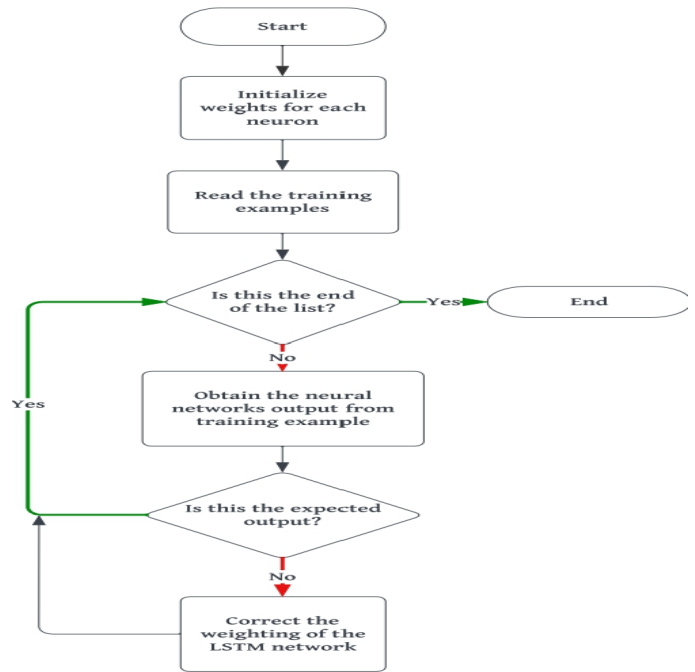 Start
Initialize
weights for each
neuron
Read the training
examples
Is this the end
of the list?
Yes
End
No
Obtain the neural
networks output from
training example
Yes
Is this the expected
output?
No
Correct the
weighting of the
LSTM network